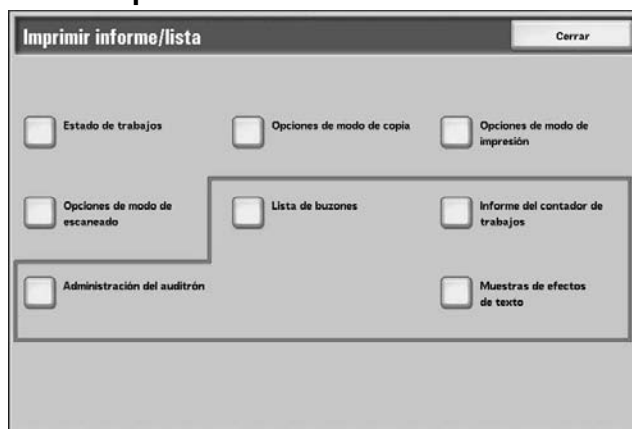 Imprimir informe/lista
Cerrar
Estado de trabajos
Opciones de modo de copia
Opciones de modo de
impresión
Opciones de modo de
escaneado
Lista de buzones
Informe del contador de
trabajos
Administración del auditrón
Muestras de efectos
de texto